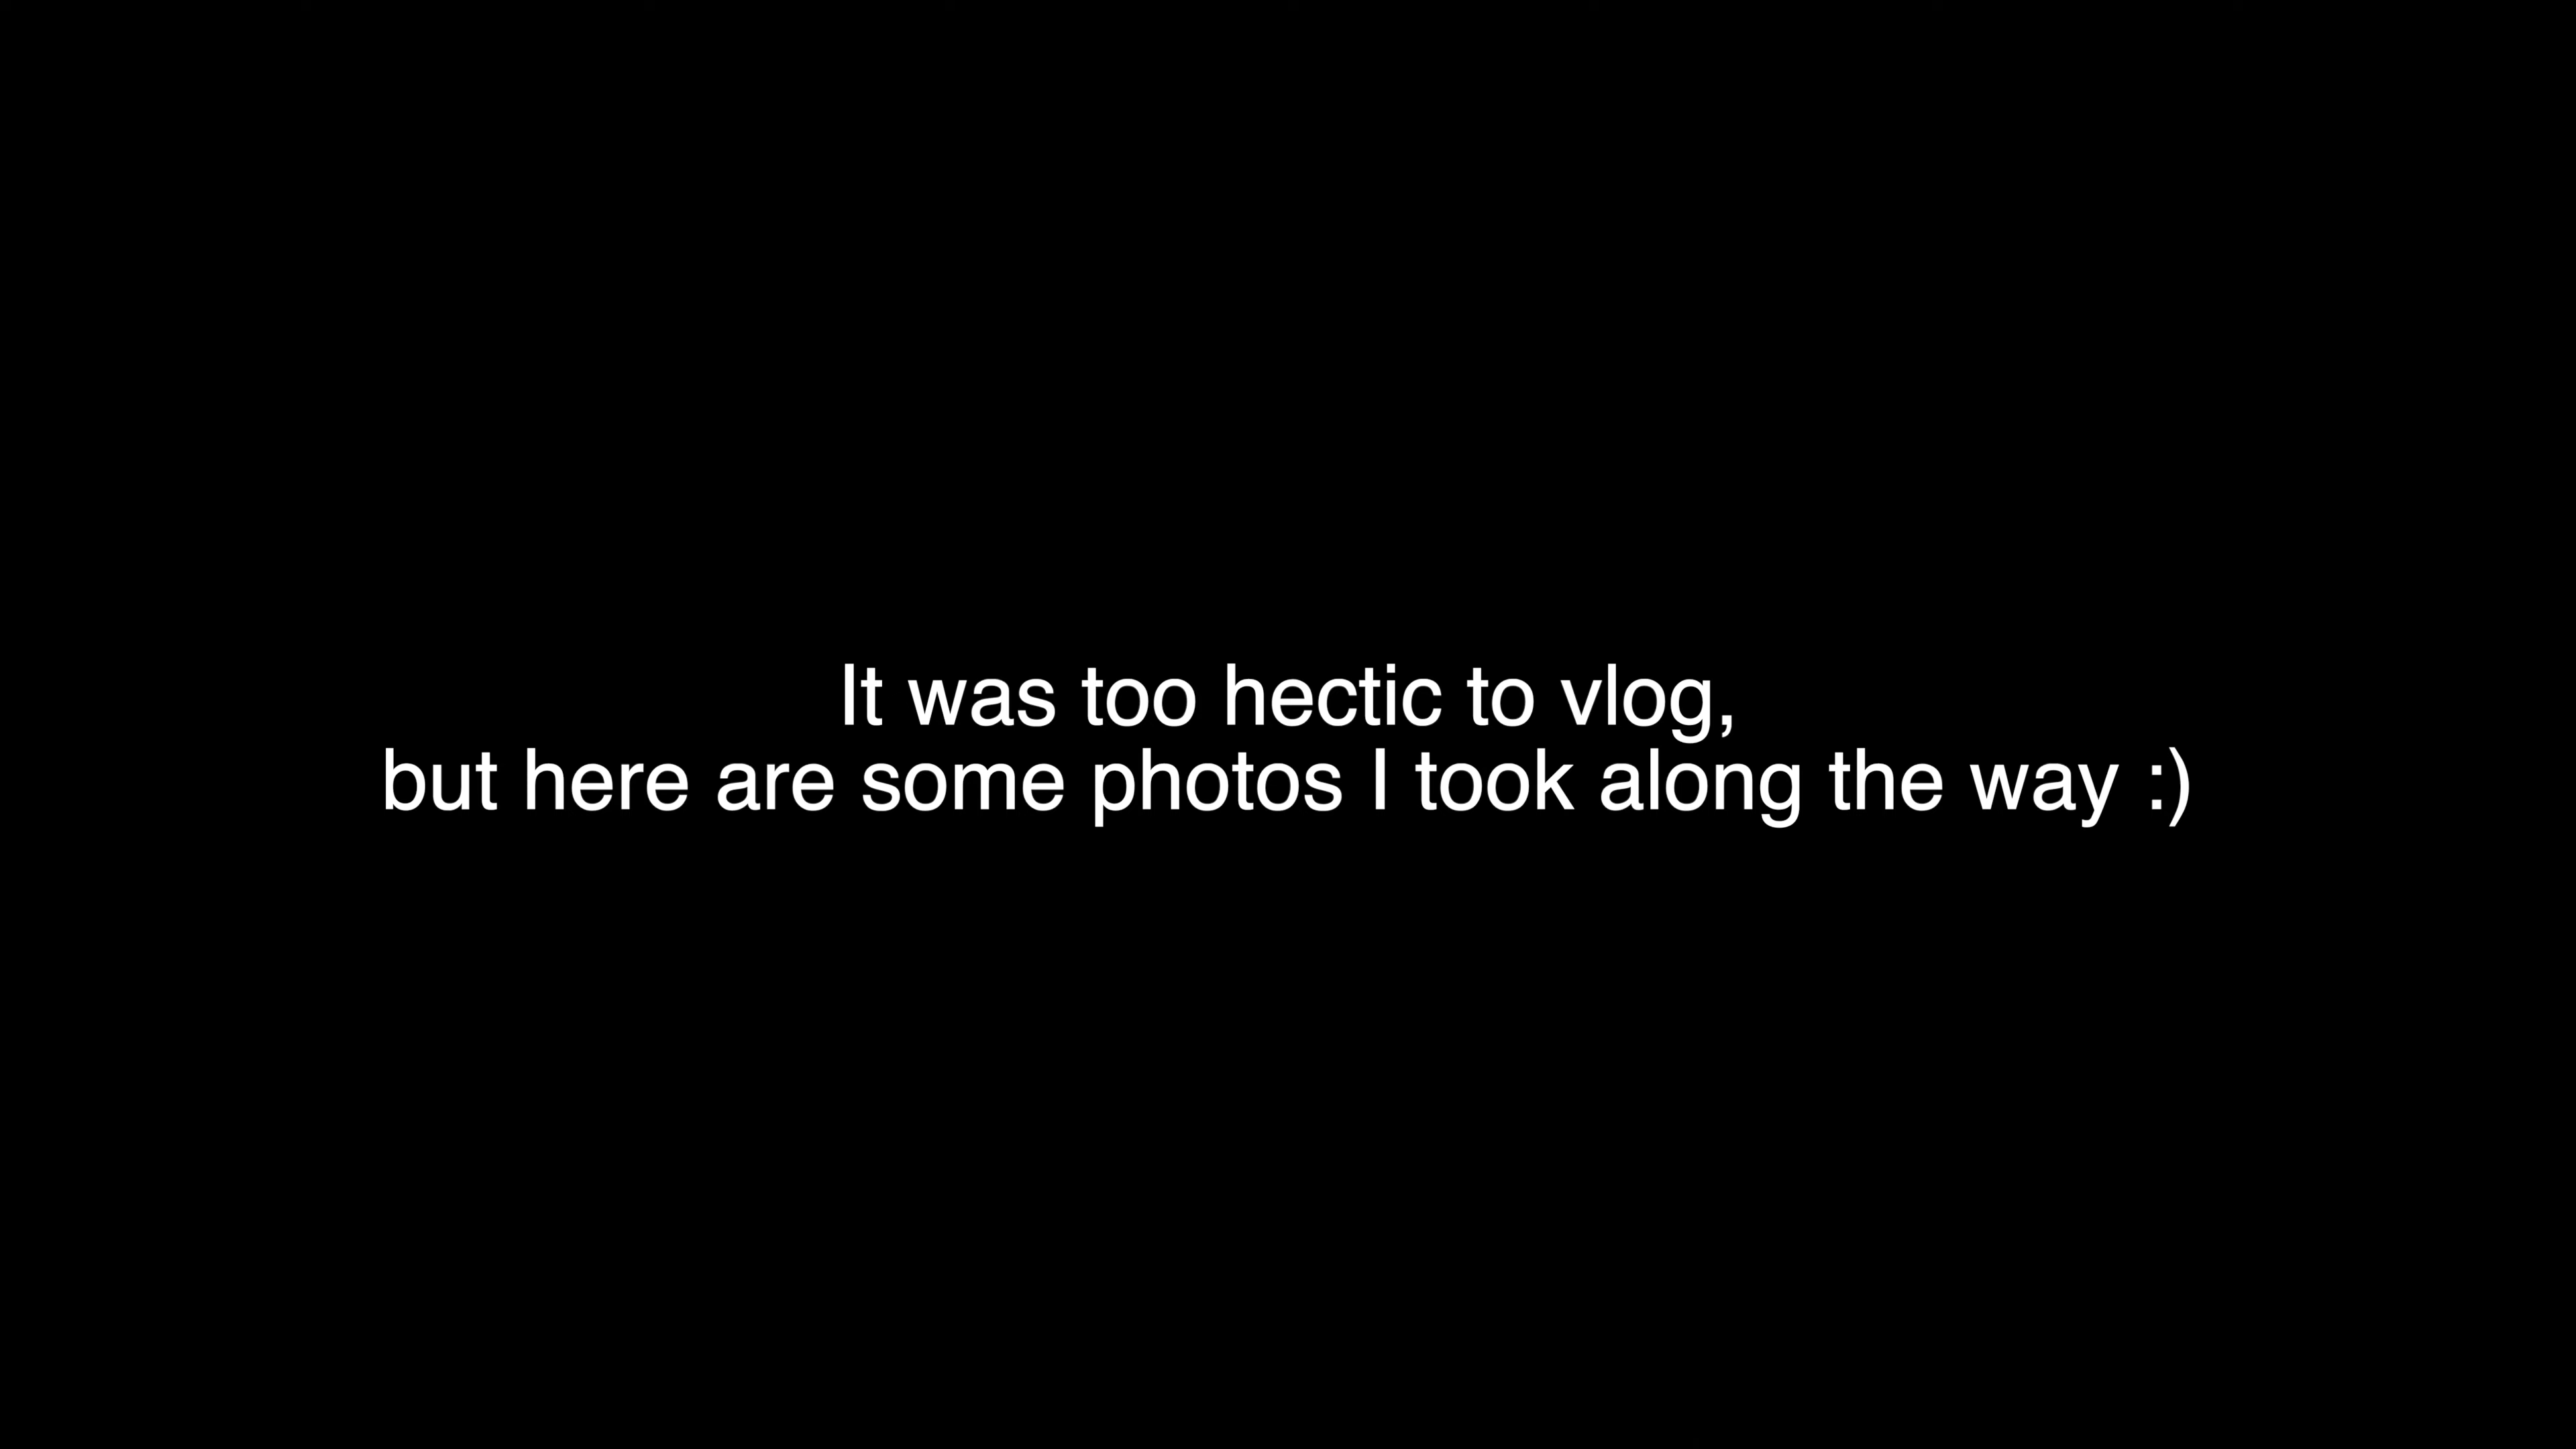 It was too hectic to vlog,
but here are some photos I took along the way :)